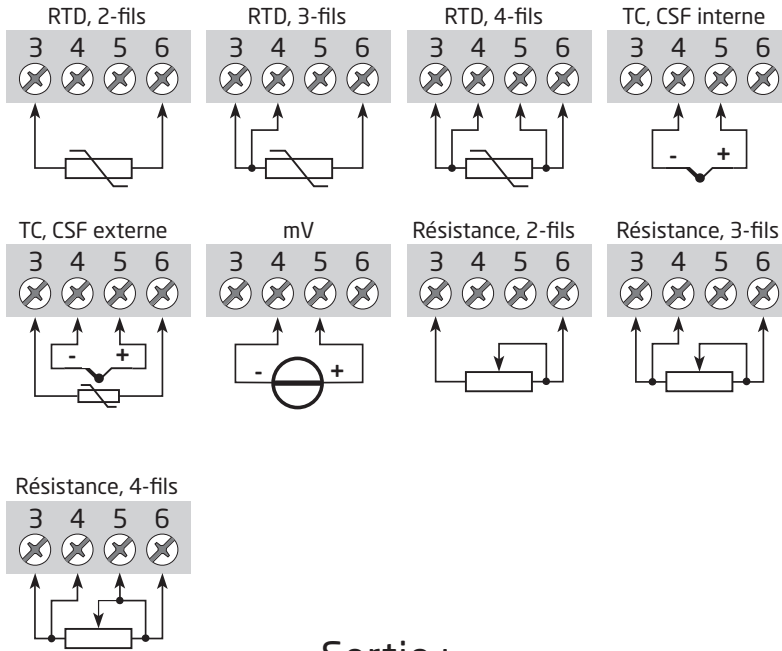 RTD, 2-fils
3 4 5 6
RTD, 3-fils
3 4 5 6
RTD, 4-fils
3 4 5 6
TC, CSF interne
3 4 5 6
- +
TC, CSF externe
3 4 5 6
- +
mV
3 4 5 6
- +
Résistance, 2-fils
3 4 5 6
Résistance, 3-fils
3 4 5 6
Résistance, 4-fils
3 4 5 6